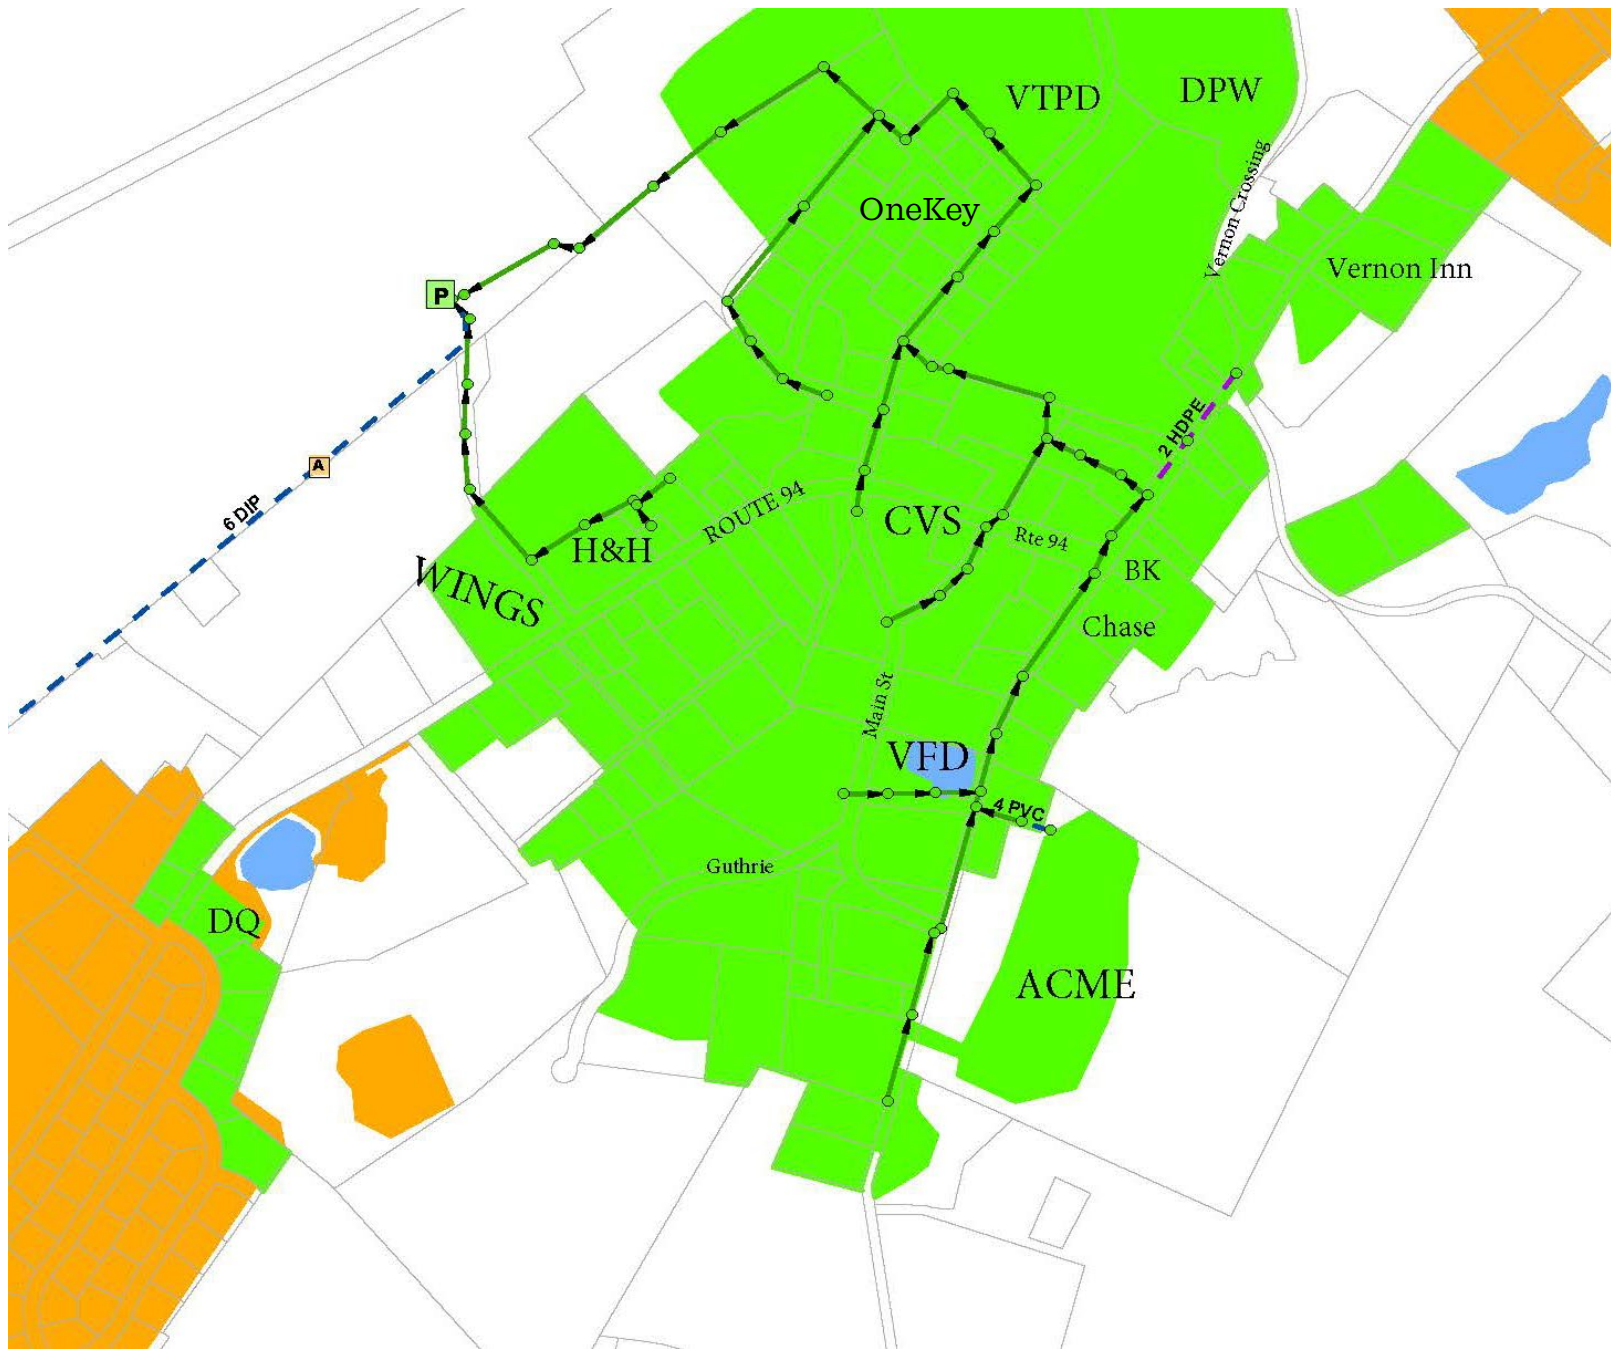 VTPD
DPW
Vernon Crossing
OneKey
Vernon Inn
P
2 HDPE
A
6 DIP
ROUTE 94
CVS
Rte 94
H&H
BK
WINGS
Chase
Main St
VFD
4 PVC
Guthrie
DQ
ACME